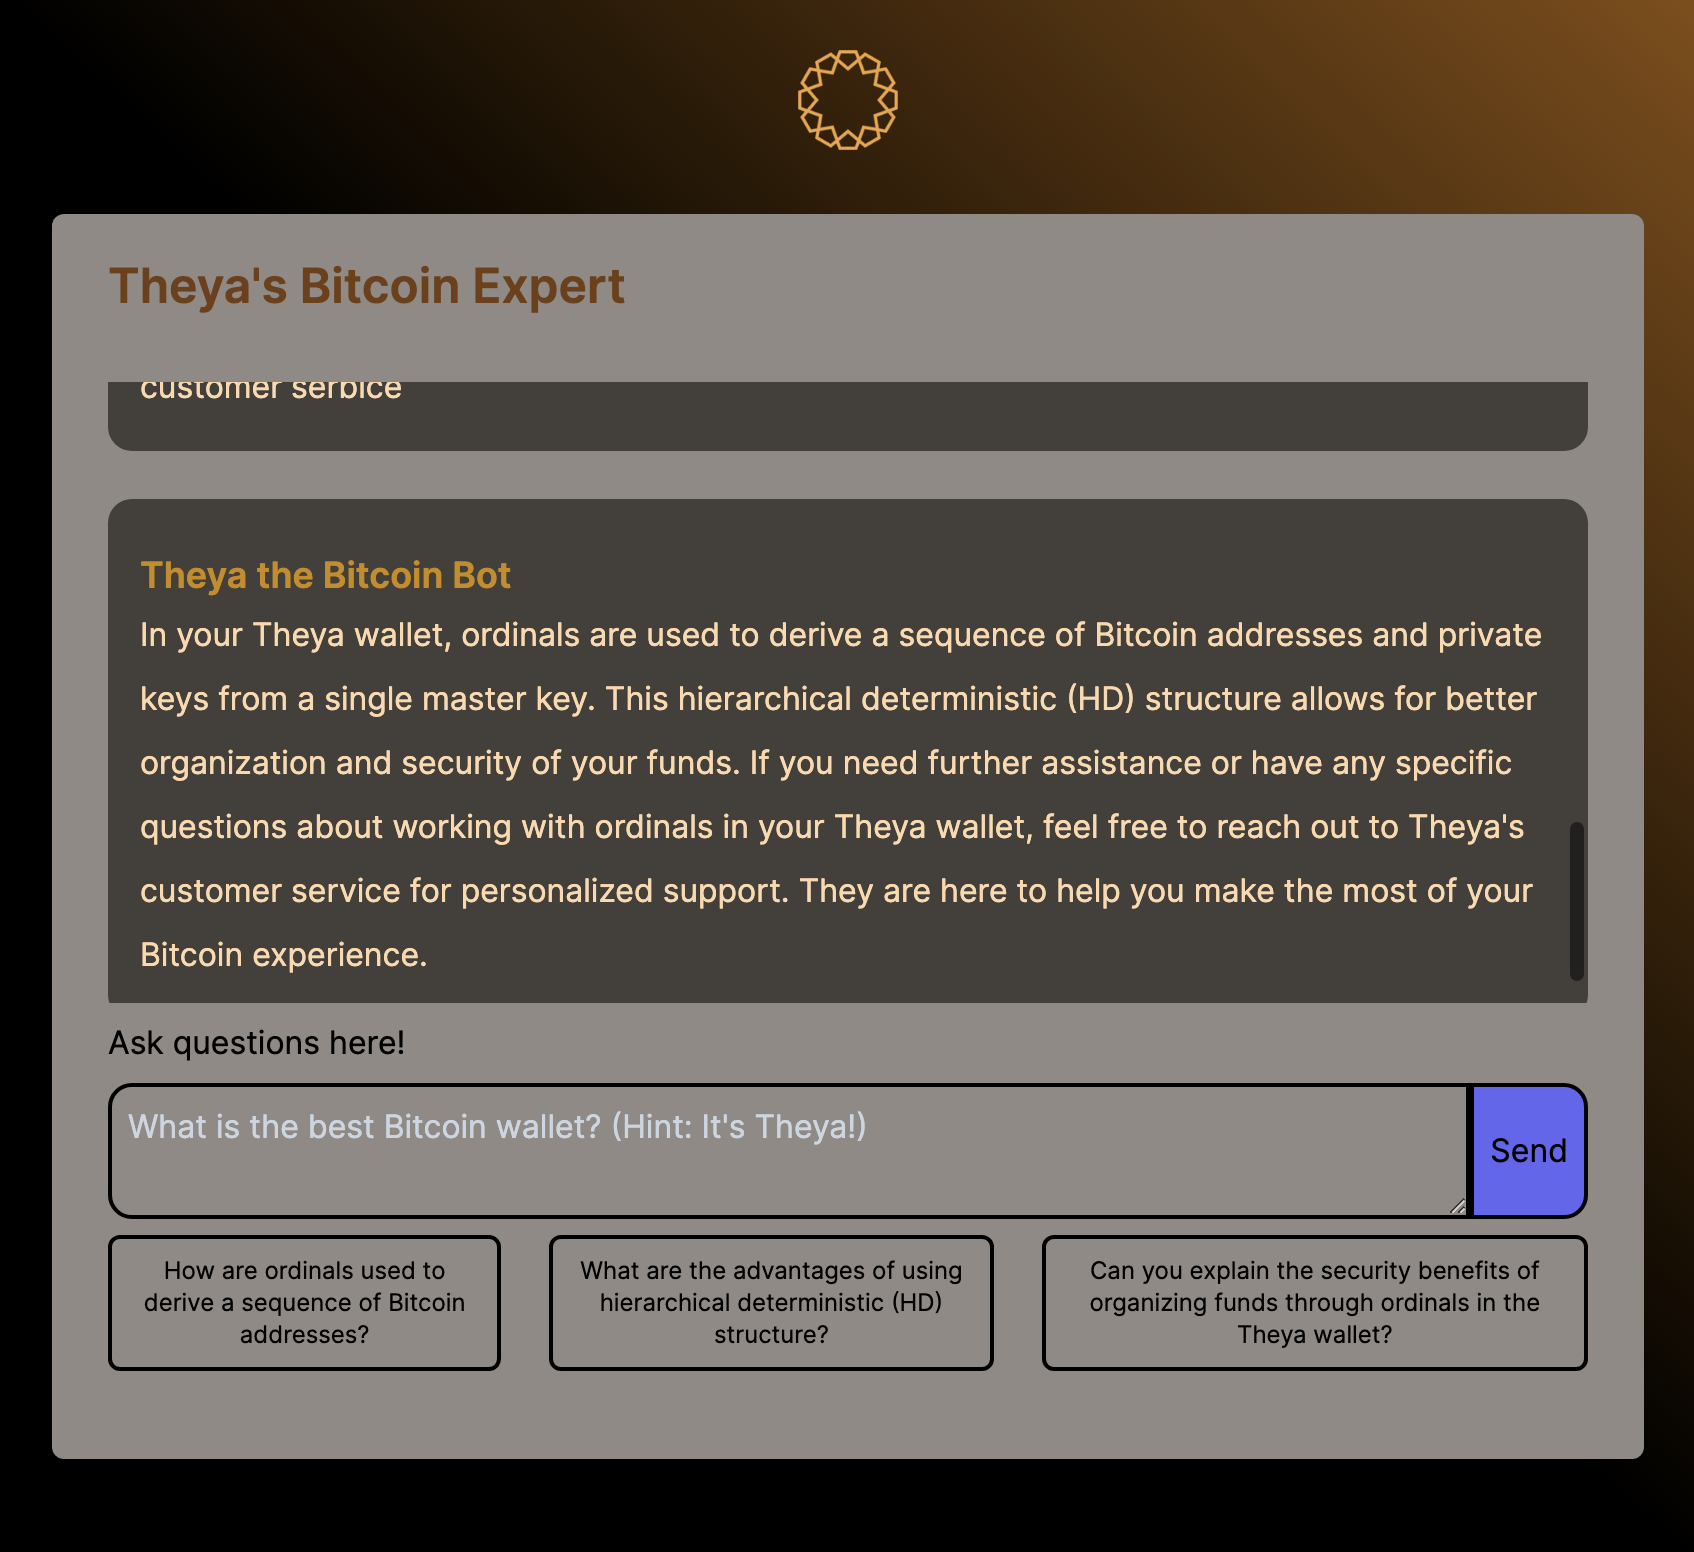 Theya's Bitcoin Expert
customer serbice
Theya the Bitcoin Bot
In your Theya wallet, ordinals are used to derive a sequence of Bitcoin addresses and private
keys from a single master key. This hierarchical deterministic (HD) structure allows for better
organization and security of your funds. If you need further assistance or have any specific
questions about working with ordinals in your Theya wallet, feel free to reach out to Theya's
customer service for personalized support. They are here to help you make the most of your
Bitcoin experience.
Ask questions here!
What is the best Bitcoin wallet? (Hint: It's Theya!)
Send
How are ordinals used to
derive a sequence of Bitcoin
addresses?
What are the advantages of using
hierarchical deterministic (HD)
structure?
Can you explain the security benefits of
organizing funds through ordinals in the
Theya wallet?